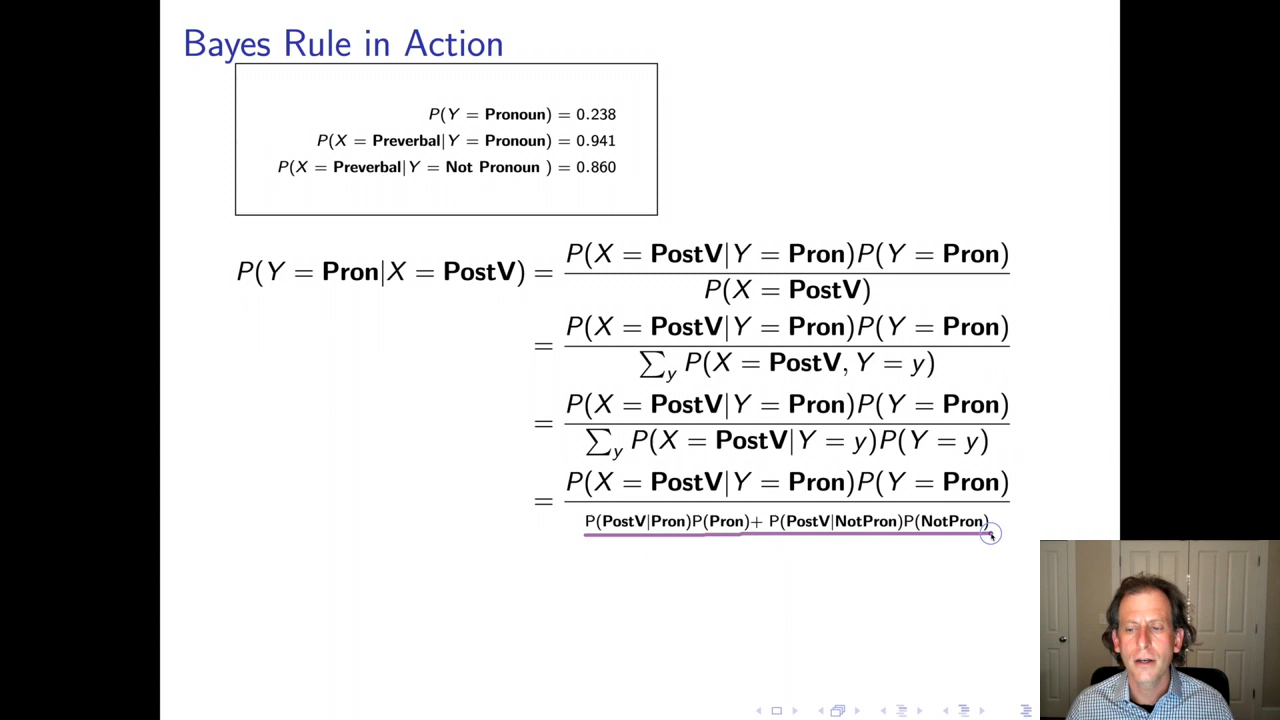 Bayes Rule in Action
P(Y = Pronoun) = 0.238
P(X = Preverbal|Y = Pronoun) = 0.941
P(X = Preverbal|Y = Not Pronoun ) = 0.860
P(Y = Pron|X = PostV) = P(X = PostV|Y = Pron)P(Y = Pron)
P(X = PostV)
= P(X = PostV|Y = Pron)P(Y = Pron)
∑y P(X = PostV, Y = y)
= P(X = PostV|Y = Pron)P(Y = Pron)
∑y P(X = PostV|Y = y)P(Y = y)
= P(X = PostV|Y = Pron)P(Y = Pron)
P(PostV|Pron)P(Pron)+ P(PostV|NotPron)P(NotPron)